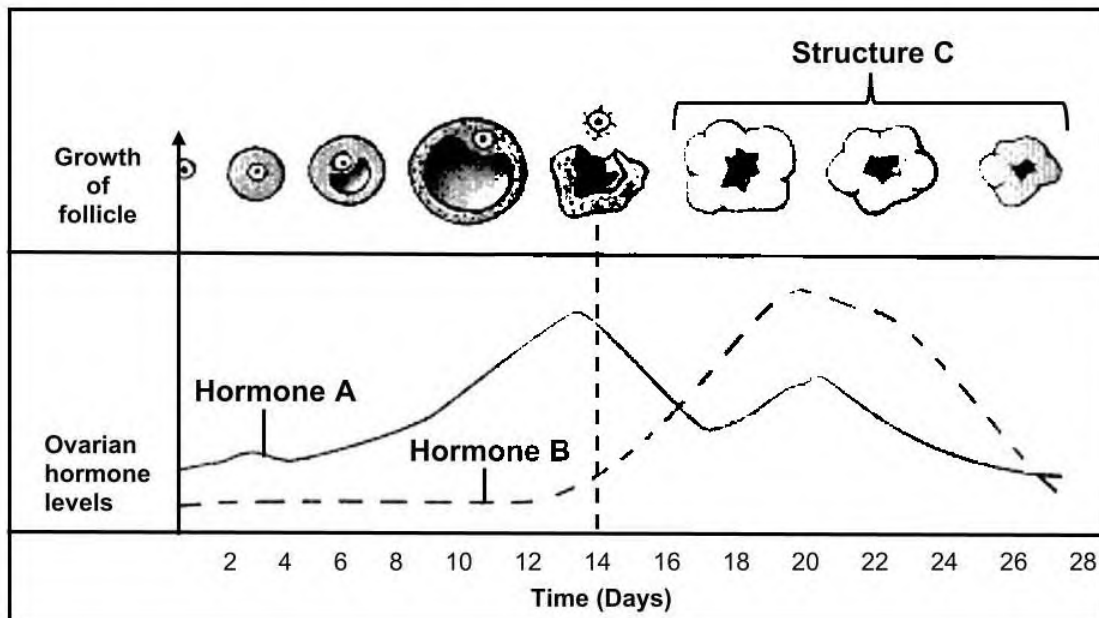 Structure C
Growth
of
follicle
Hormone A
Hormone B
Ovarian
hormone
levels
2 4 6 8 10 12 14 16 18 20 22 24 26 28
Time (Days)